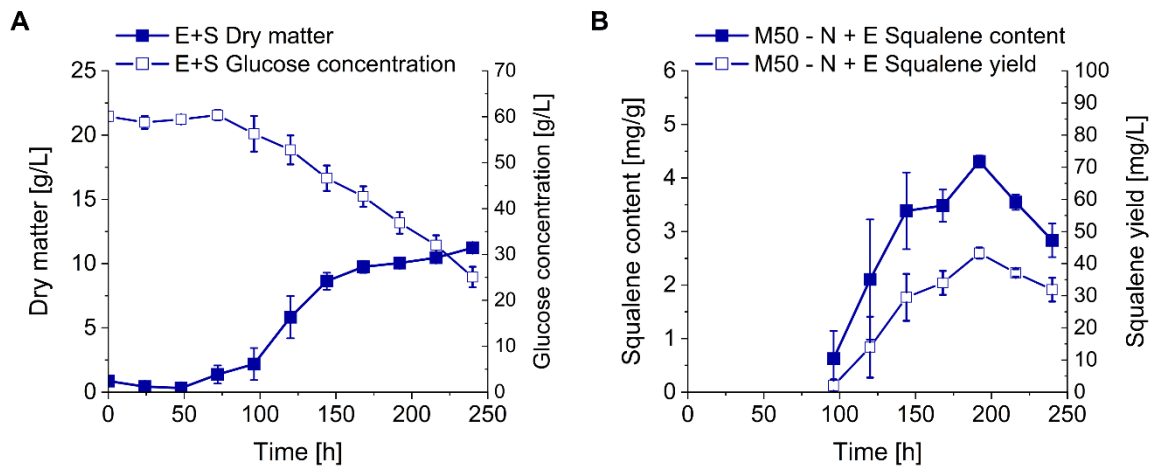 A
E+S Dry matter
E+S Glucose concentration
25
20
15
10
5
0
Dry matter [g/L]
70
60
50
40
30
20
10
0
Glucose concentration [g/L]
0 50 100 150 200 250
Time [h]
B
M50 - N + E Squalene content
M50 - N + E Squalene yield
6
5
4
3
2
1
0
Squalene content [mg/g]
100
90
80
70
60
50
40
30
20
10
0
Squalene yield [mg/L]
0 50 100 150 200 250
Time [h]